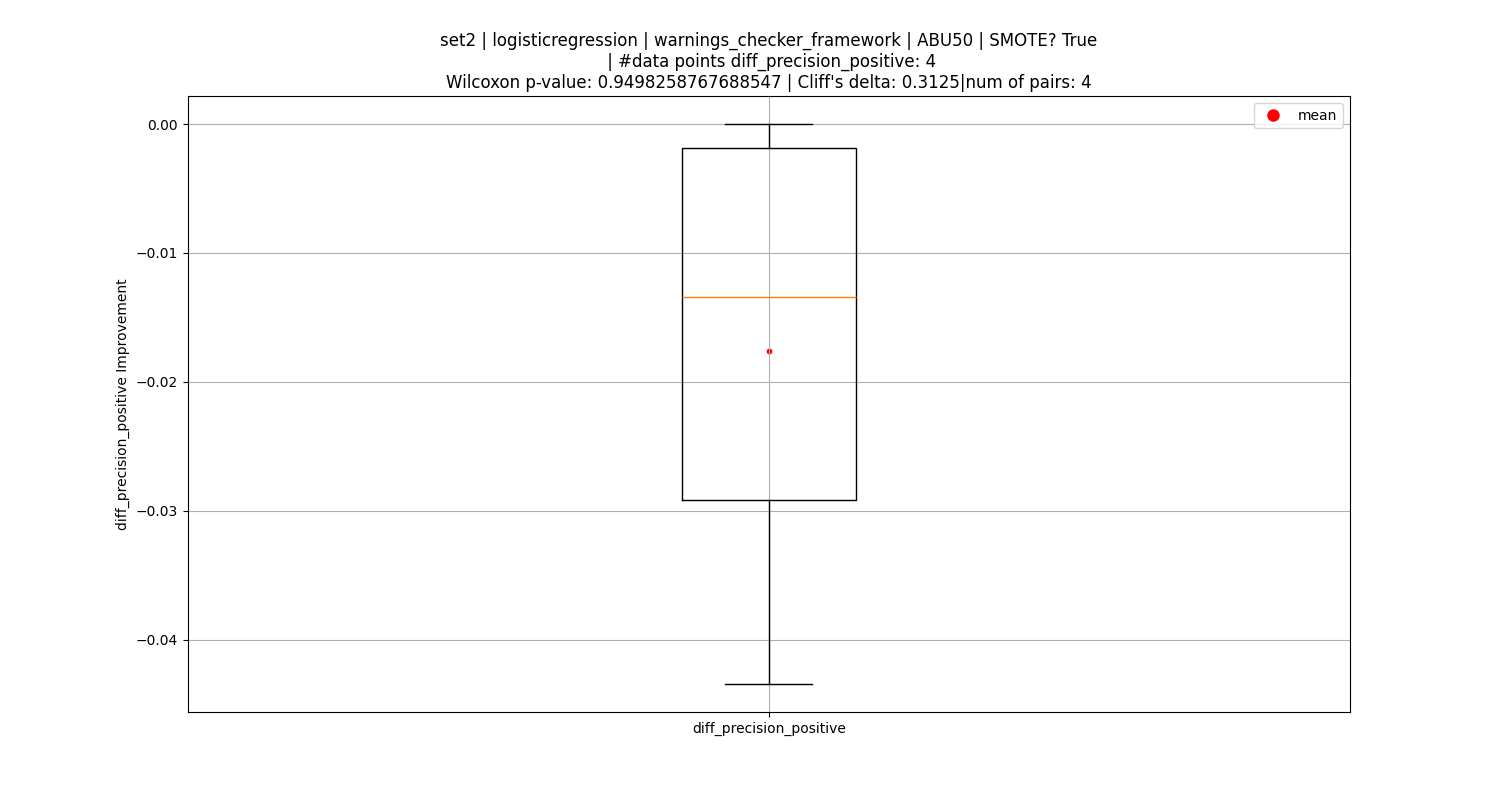 set2 | logisticregression | warnings_checker_framework | ABU50 | SMOTE? True
| #data points diff_precision_positive: 4
Wilcoxon p-value: 0.9498258767688547 | Cliff's delta: 0.3125|num of pairs: 4
mean
0.00
−0.01
−0.02
−0.03
−0.04
diff_precision_positive Improvement
diff_precision_positive